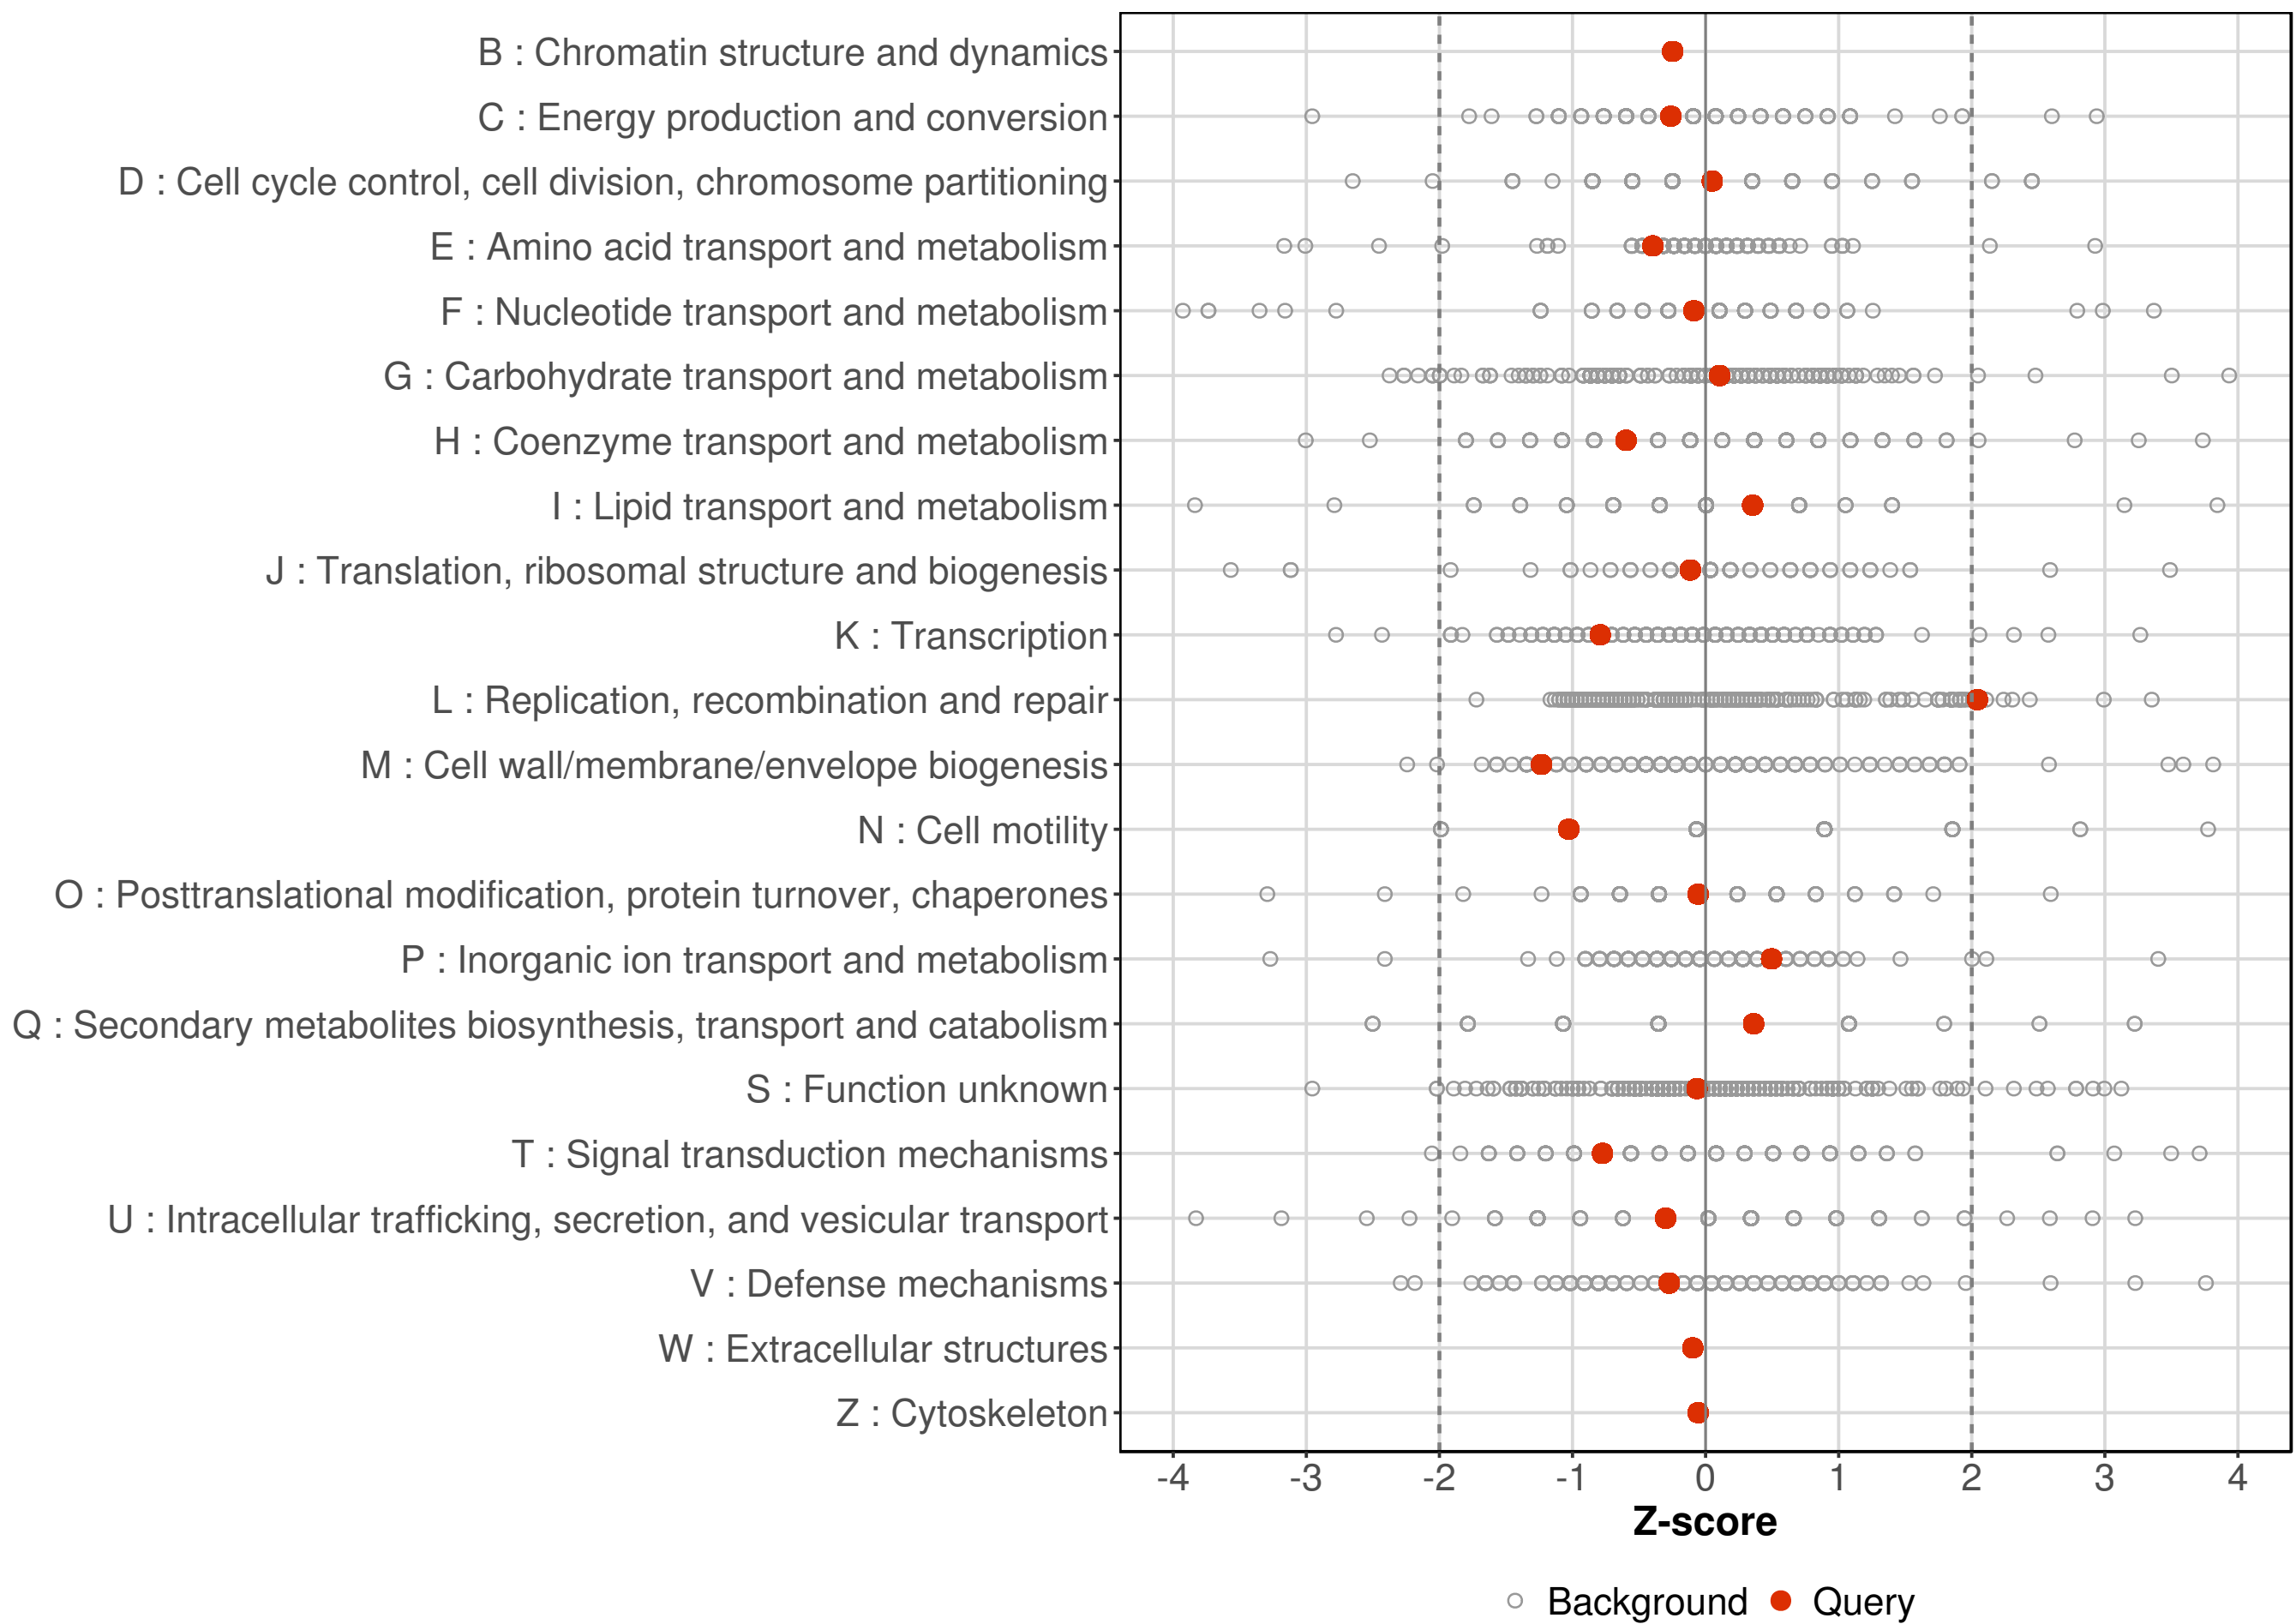 B : Chromatin structure and dynamics
C : Energy production and conversion
D : Cell cycle control, cell division, chromosome partitioning
E : Amino acid transport and metabolism
F : Nucleotide transport and metabolism
G : Carbohydrate transport and metabolism
H : Coenzyme transport and metabolism
I : Lipid transport and metabolism
J : Translation, ribosomal structure and biogenesis
K : Transcription
L : Replication, recombination and repair
M : Cell wall/membrane/envelope biogenesis
N : Cell motility
O : Posttranslational modification, protein turnover, chaperones
P : Inorganic ion transport and metabolism
Q : Secondary metabolites biosynthesis, transport and catabolism
S : Function unknown
T : Signal transduction mechanisms
U : Intracellular trafficking, secretion, and vesicular transport
V : Defense mechanisms
W : Extracellular structures
Z : Cytoskeleton
-4 -3 -2 -1 0 1 2 3 4
Z-score
Background Query